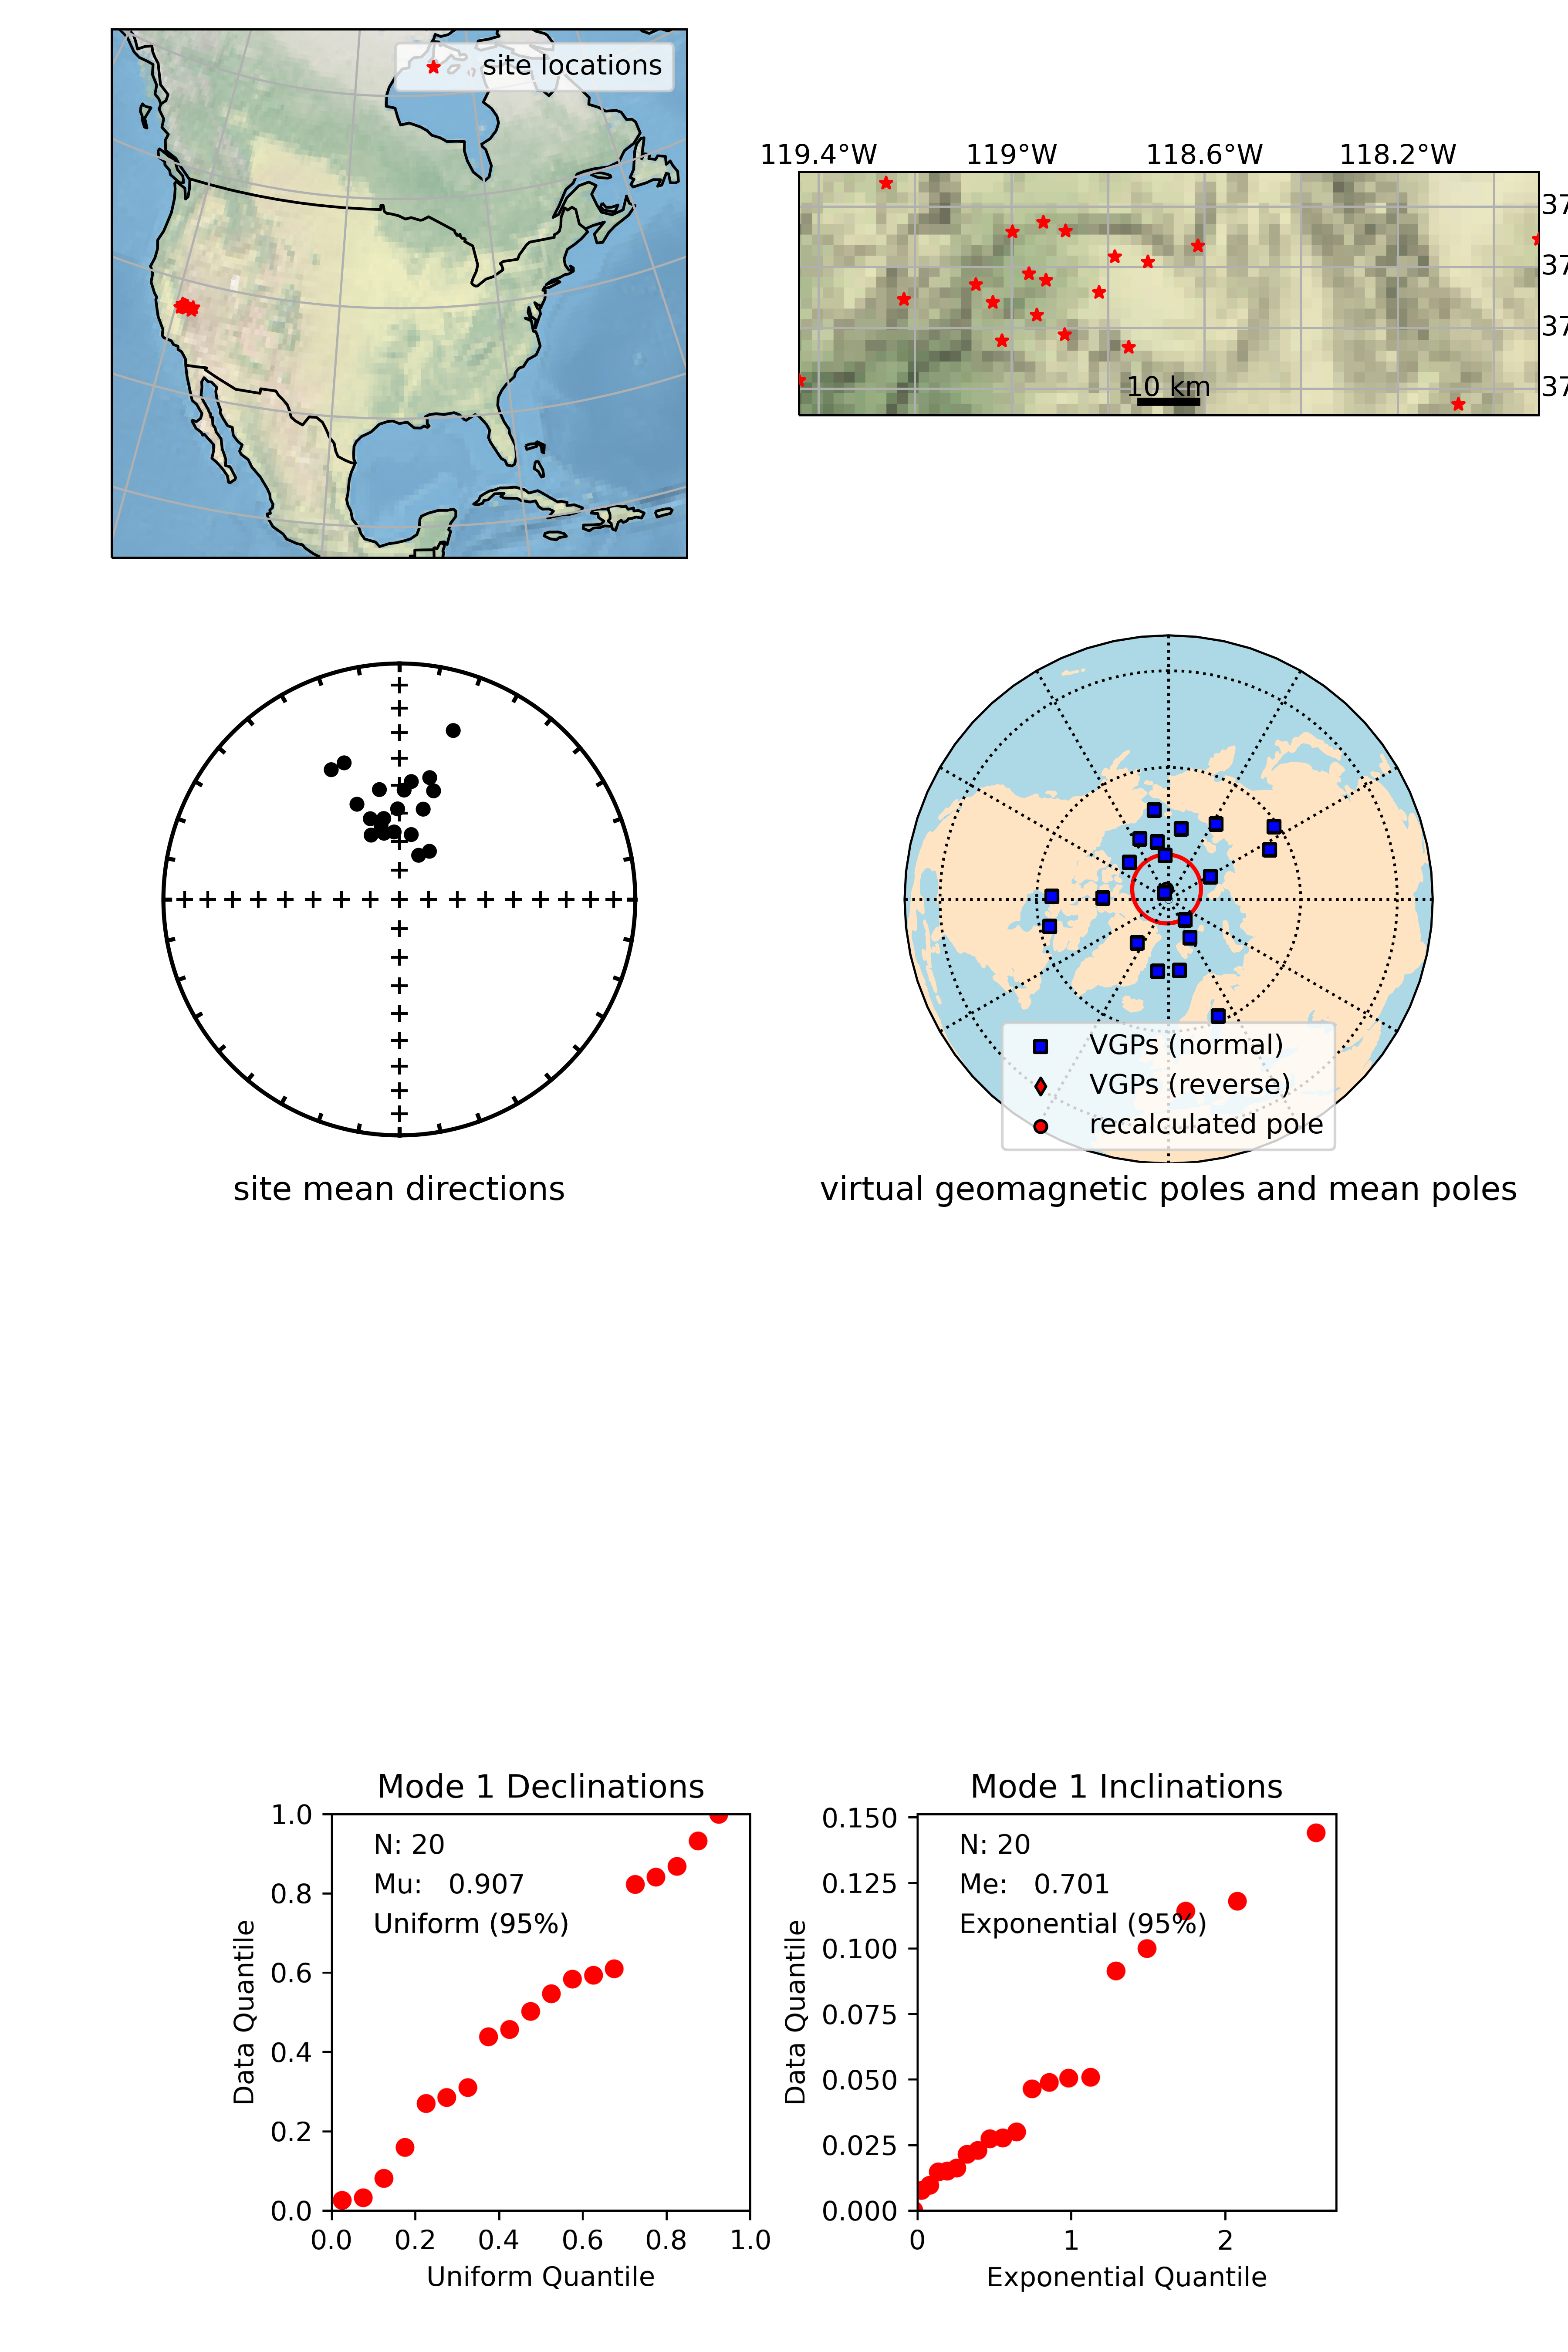 site locations
119.4°W 119°W 118.6°W 118.2°W
37
37
37
37
10 km
VGPs (normal)
VGPs (reverse)
recalculated pole
site mean directions
virtual geomagnetic poles and mean poles
Mode 1 Declinations
N: 20
Mu: 0.907
Uniform (95%)
Data Quantile
1.0
0.8
0.6
0.4
0.2
0.0
0.0 0.2 0.4 0.6 0.8 1.0
Uniform Quantile
Mode 1 Inclinations
N: 20
Me: 0.701
Exponential (95%)
Data Quantile
0.150
0.125
0.100
0.075
0.050
0.025
0.000
0 1 2
Exponential Quantile